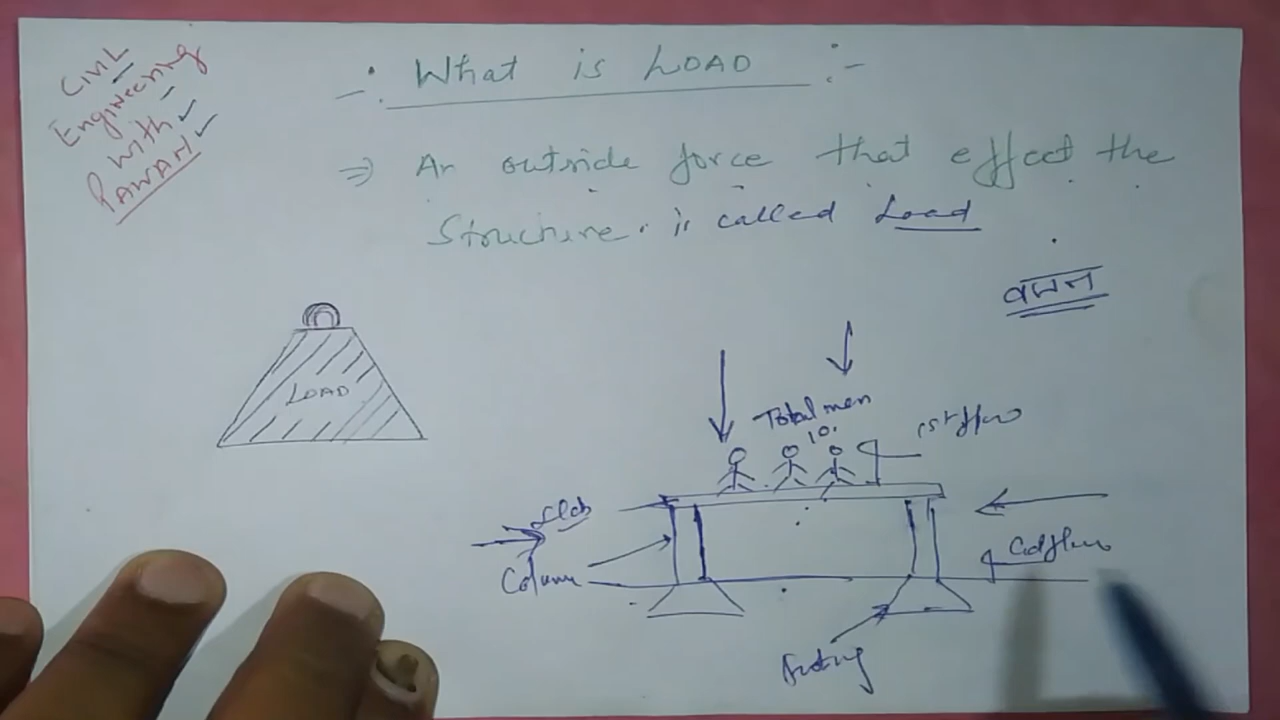 Civil
Engineering
with
PAWAN
What is LOAD
⇒ An outside force that effect the
Structure. is called Load
वजन
LOAD
Total men
10.
1st floor
Slab
Column
Gd floor
Footing